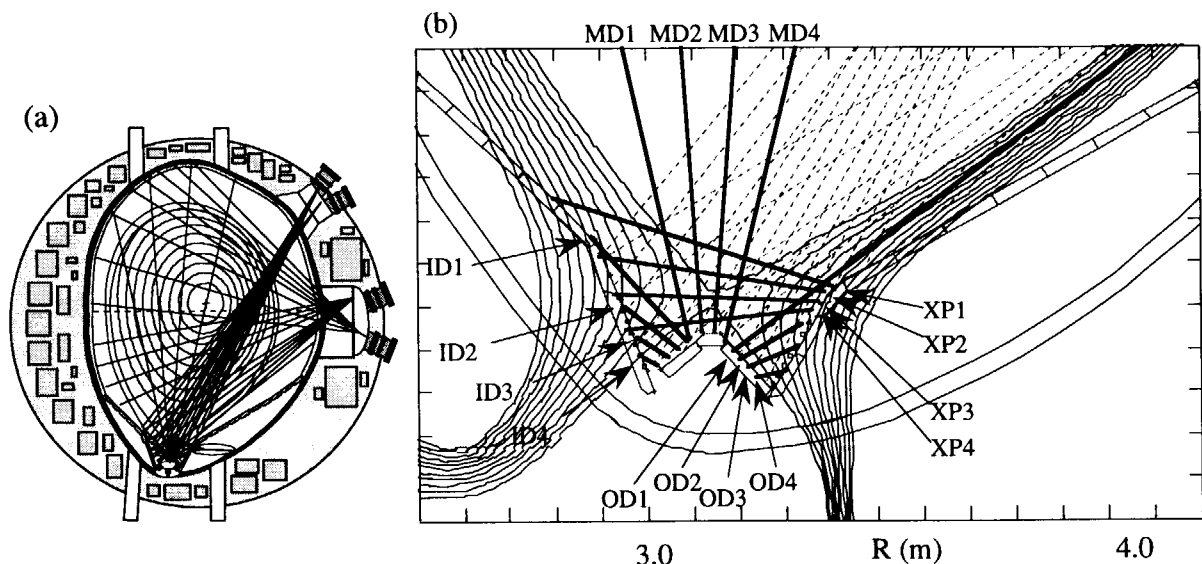 (a)
(b)
MD1 MD2 MD3 MD4
ID1
ID2
ID3
ID4
XP1
XP2
XP3
XP4
OD1
OD2
OD3
OD4
3.0 R (m) 4.0